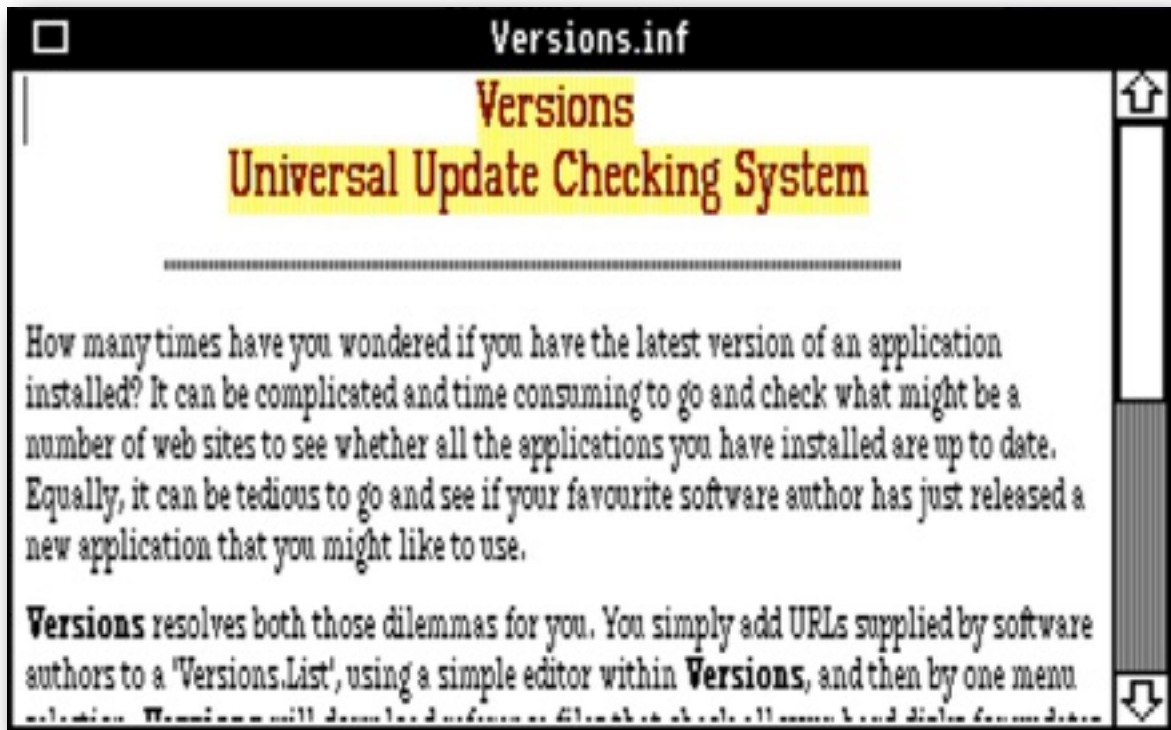 Versions.inf
Versions
Universal Update Checking System
How many times have you wondered if you have the latest version of an application
installed? It can be complicated and time consuming to go and check what might be a
number of web sites to see whether all the applications you have installed are up to date.
Equally, it can be tedious to go and see if your favourite software author has just released a
new application that you might like to use.
Versions resolves both those dilemmas for you. You simply add URLs supplied by software
authors to a 'Versions.List', using a simple editor within Versions, and then by one menu